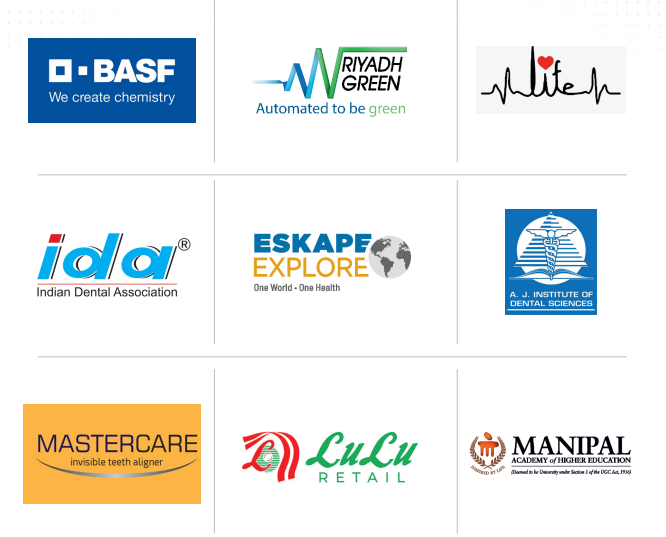 BASF
We create chemistry
RIYADH
GREEN
Automated to be green
life
ida®
Indian Dental Association
ESKAPE
EXPLORE
One World • One Health
A. J. INSTITUTE OF
DENTAL SCIENCES
MASTERCARE
invisible teeth aligner
LuLu
RETAIL
INSPIRED BY LIFE
MANIPAL
ACADEMY of HIGHER EDUCATION
(Deemed to be University under Section 3 of the UGC Act, 1956)